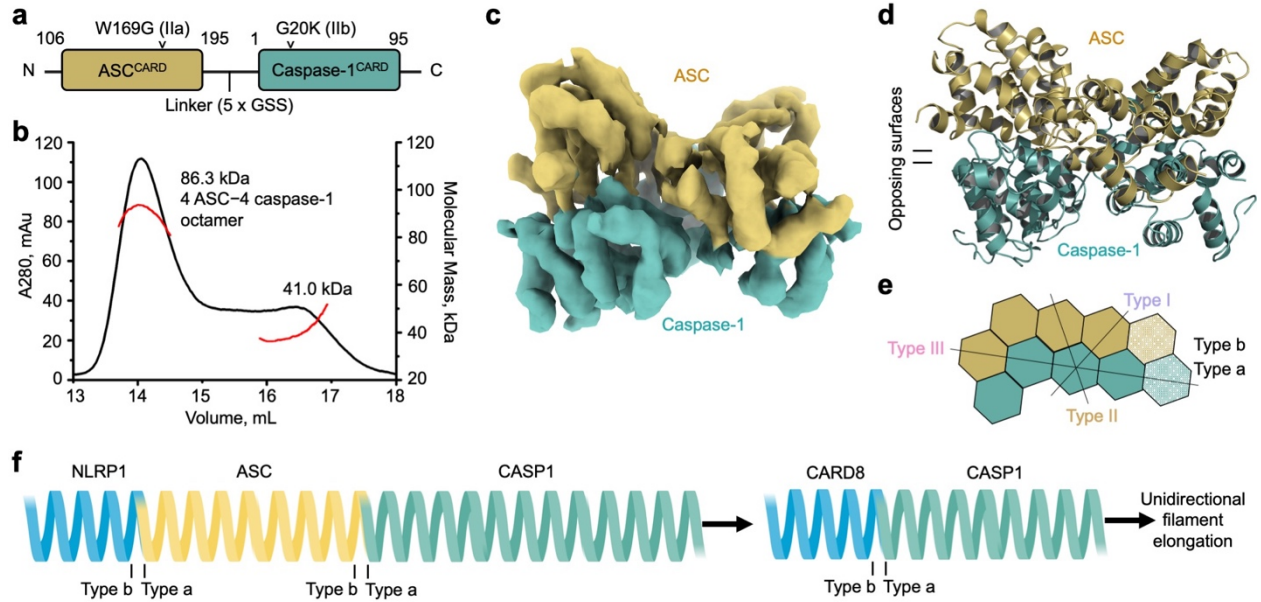 a
W169G (IIa)
G20K (IIb)
106
195
1
95
N
ASCCARD
Caspase-1CARD
C
Linker (5 x GSS)
b
120
100
80
60
40
20
0
A280, mAu
86.3 kDa
4 ASC−4 caspase-1
octamer
41.0 kDa
120
100
80
60
40
20
Molecular Mass, kDa
13
14
15
16
17
18
Volume, mL
c
ASC
Caspase-1
d
ASC
Opposing surfaces
Caspase-1
e
Type I
Type III
Type b
Type a
Type II
f
NLRP1
ASC
CASP1
CARD8
CASP1
Unidirectional
filament
elongation
Type b
Type a
Type b
Type a
Type b
Type a